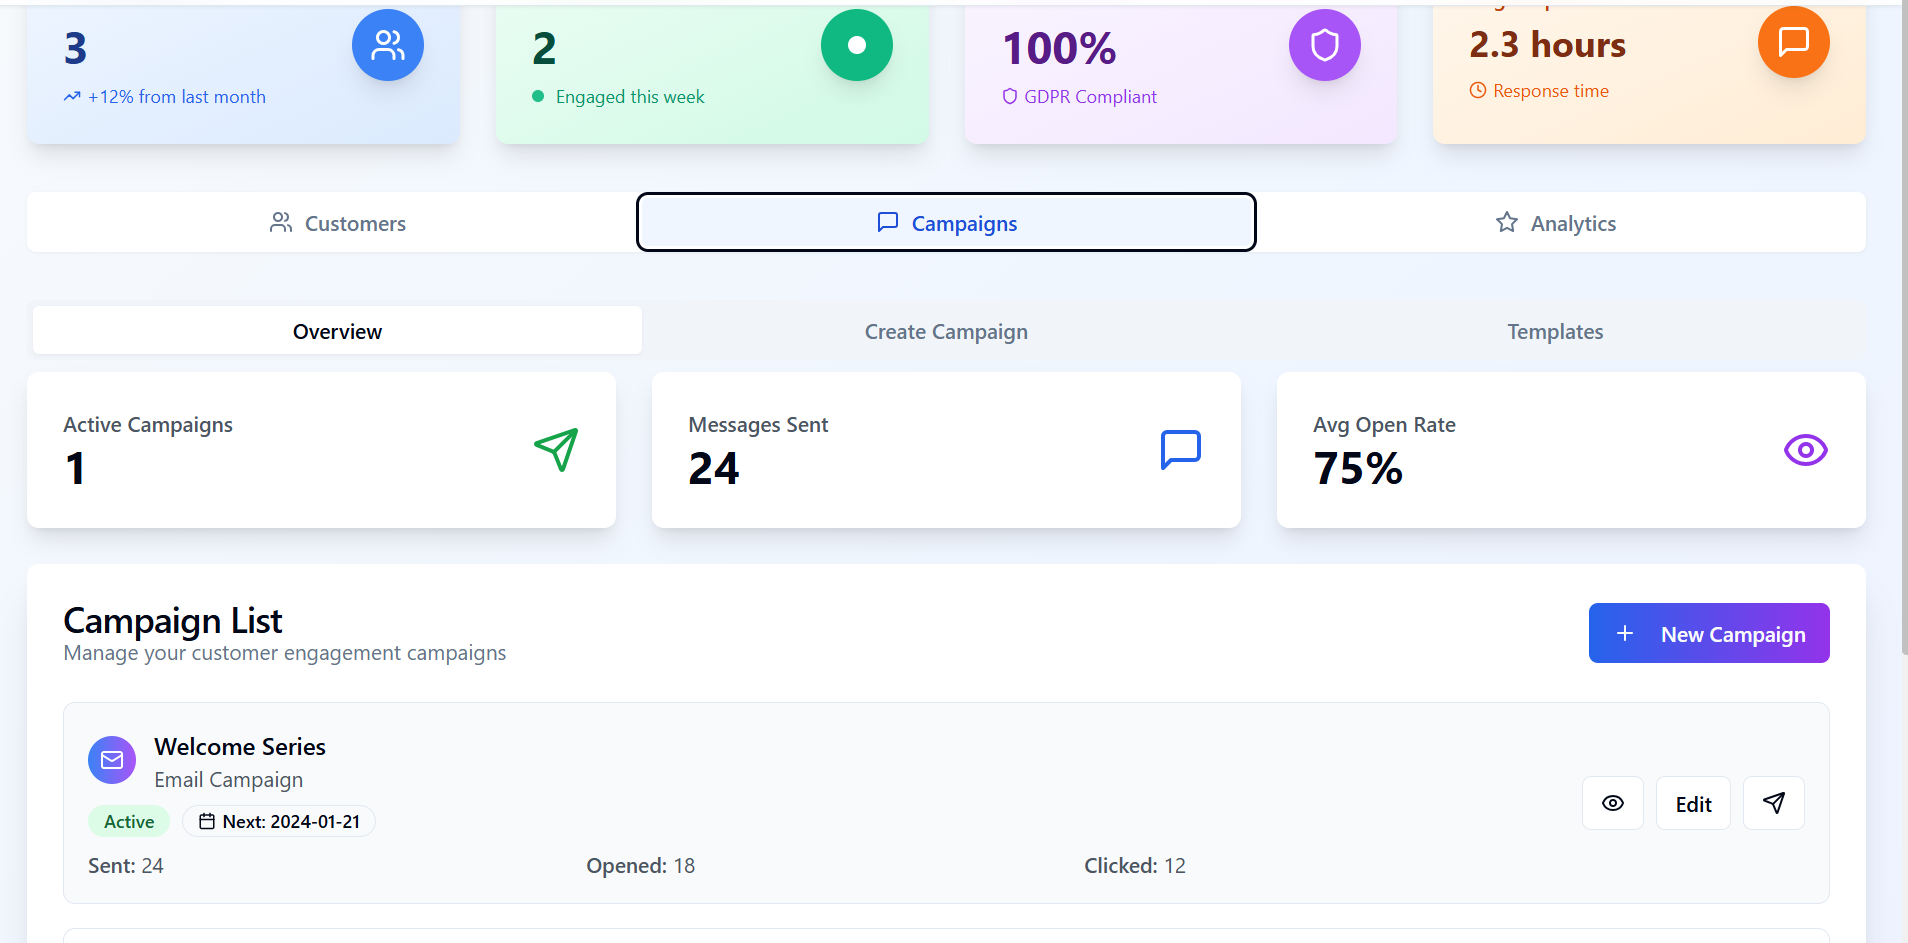 3
+12% from last month
2
Engaged this week
100%
GDPR Compliant
2.3 hours
Response time
Customers
Campaigns
Analytics
Overview
Create Campaign
Templates
Active Campaigns
1
Messages Sent
24
Avg Open Rate
75%
Campaign List
Manage your customer engagement campaigns
New Campaign
Welcome Series
Email Campaign
Active
Next: 2024-01-21
Edit
Sent: 24
Opened: 18
Clicked: 12